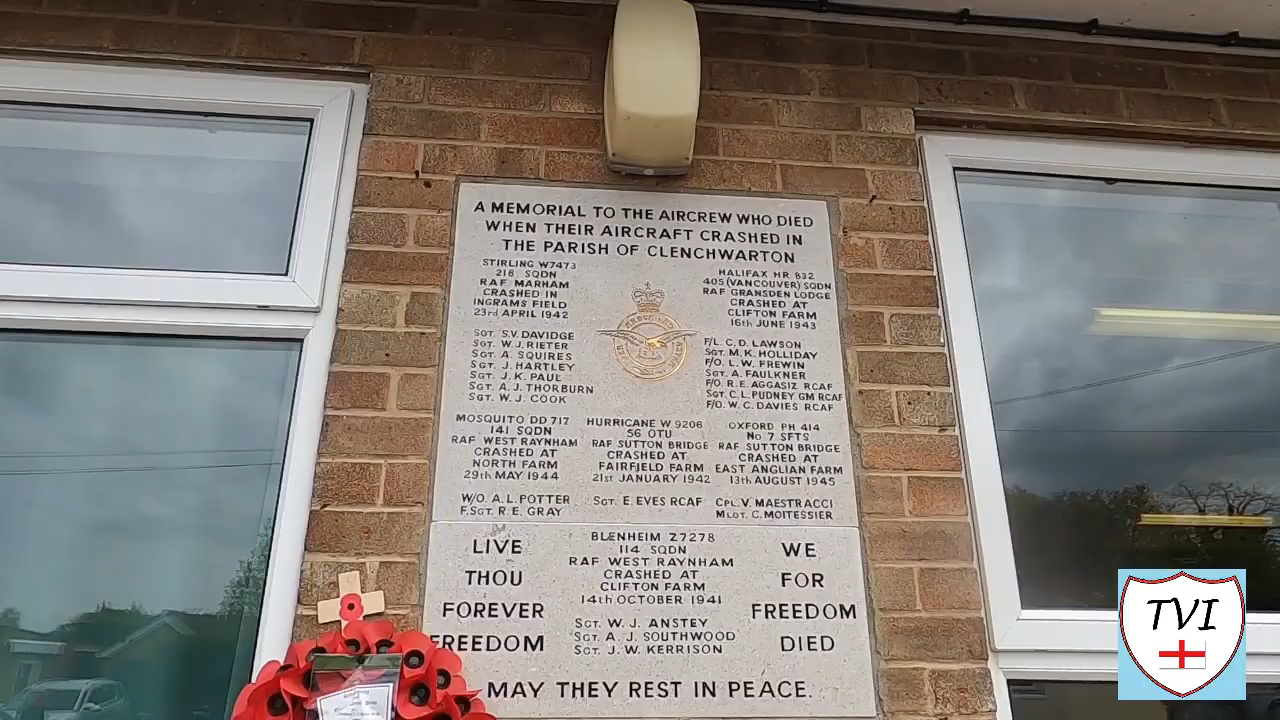 A MEMORIAL TO THE AIRCREW WHO DIED
WHEN THEIR AIRCRAFT CRASHED IN
THE PARISH OF CLENCHWARTON
STIRLING W7473
218 SQDN
RAF MARHAM
CRASHED IN
INGRAMS FIELD
23rd APRIL 1942
SGT. S.V. DAVIDGE
SGT. W.J. RIETER
SGT. A. SQUIRES
SGT. J. HARTLEY
SGT. J.K. PAUL
SGT. A.J. THORBURN
SGT. W.J. COOK
HALIFAX HR 832
405 (VANCOUVER) SQDN
RAF GRANSDEN LODGE
CRASHED AT
CLIFTON FARM
16th JUNE 1943
F/L. C.D. LAWSON
SGT. M.K. HOLLIDAY
F/O. L.W. FREWIN
SGT. A. FAULKNER
F/O. R.E. AGGASIZ RCAF
SGT. C.L. PUDNEY GM RCAF
F/O. W.C. DAVIES RCAF
MOSQUITO DD 717
141 SQDN
RAF WEST RAYNHAM
CRASHED AT
NORTH FARM
29th MAY 1944
W/O. A.L. POTTER
F.SGT. R.E. GRAY
HURRICANE W 9206
56 OTU
RAF SUTTON BRIDGE
CRASHED AT
FAIRFIELD FARM
21st JANUARY 1942
SGT. E. EVES RCAF
OXFORD PH 414
No 7 SFTS
RAF SUTTON BRIDGE
CRASHED AT
EAST ANGLIAN FARM
13th AUGUST 1945
CPL. V. MAESTRACCI
MLOT. C. MOITESSIER
LIVE
THOU
FOREVER
FREEDOM
BLENHEIM Z7278
114 SQDN
RAF WEST RAYNHAM
CRASHED AT
CLIFTON FARM
14th OCTOBER 1941
SGT. W. J. ANSTEY
SGT. A. J. SOUTHWOOD
SGT. J. W. KERRISON
WE
FOR
FREEDOM
DIED
MAY THEY REST IN PEACE.
TVI